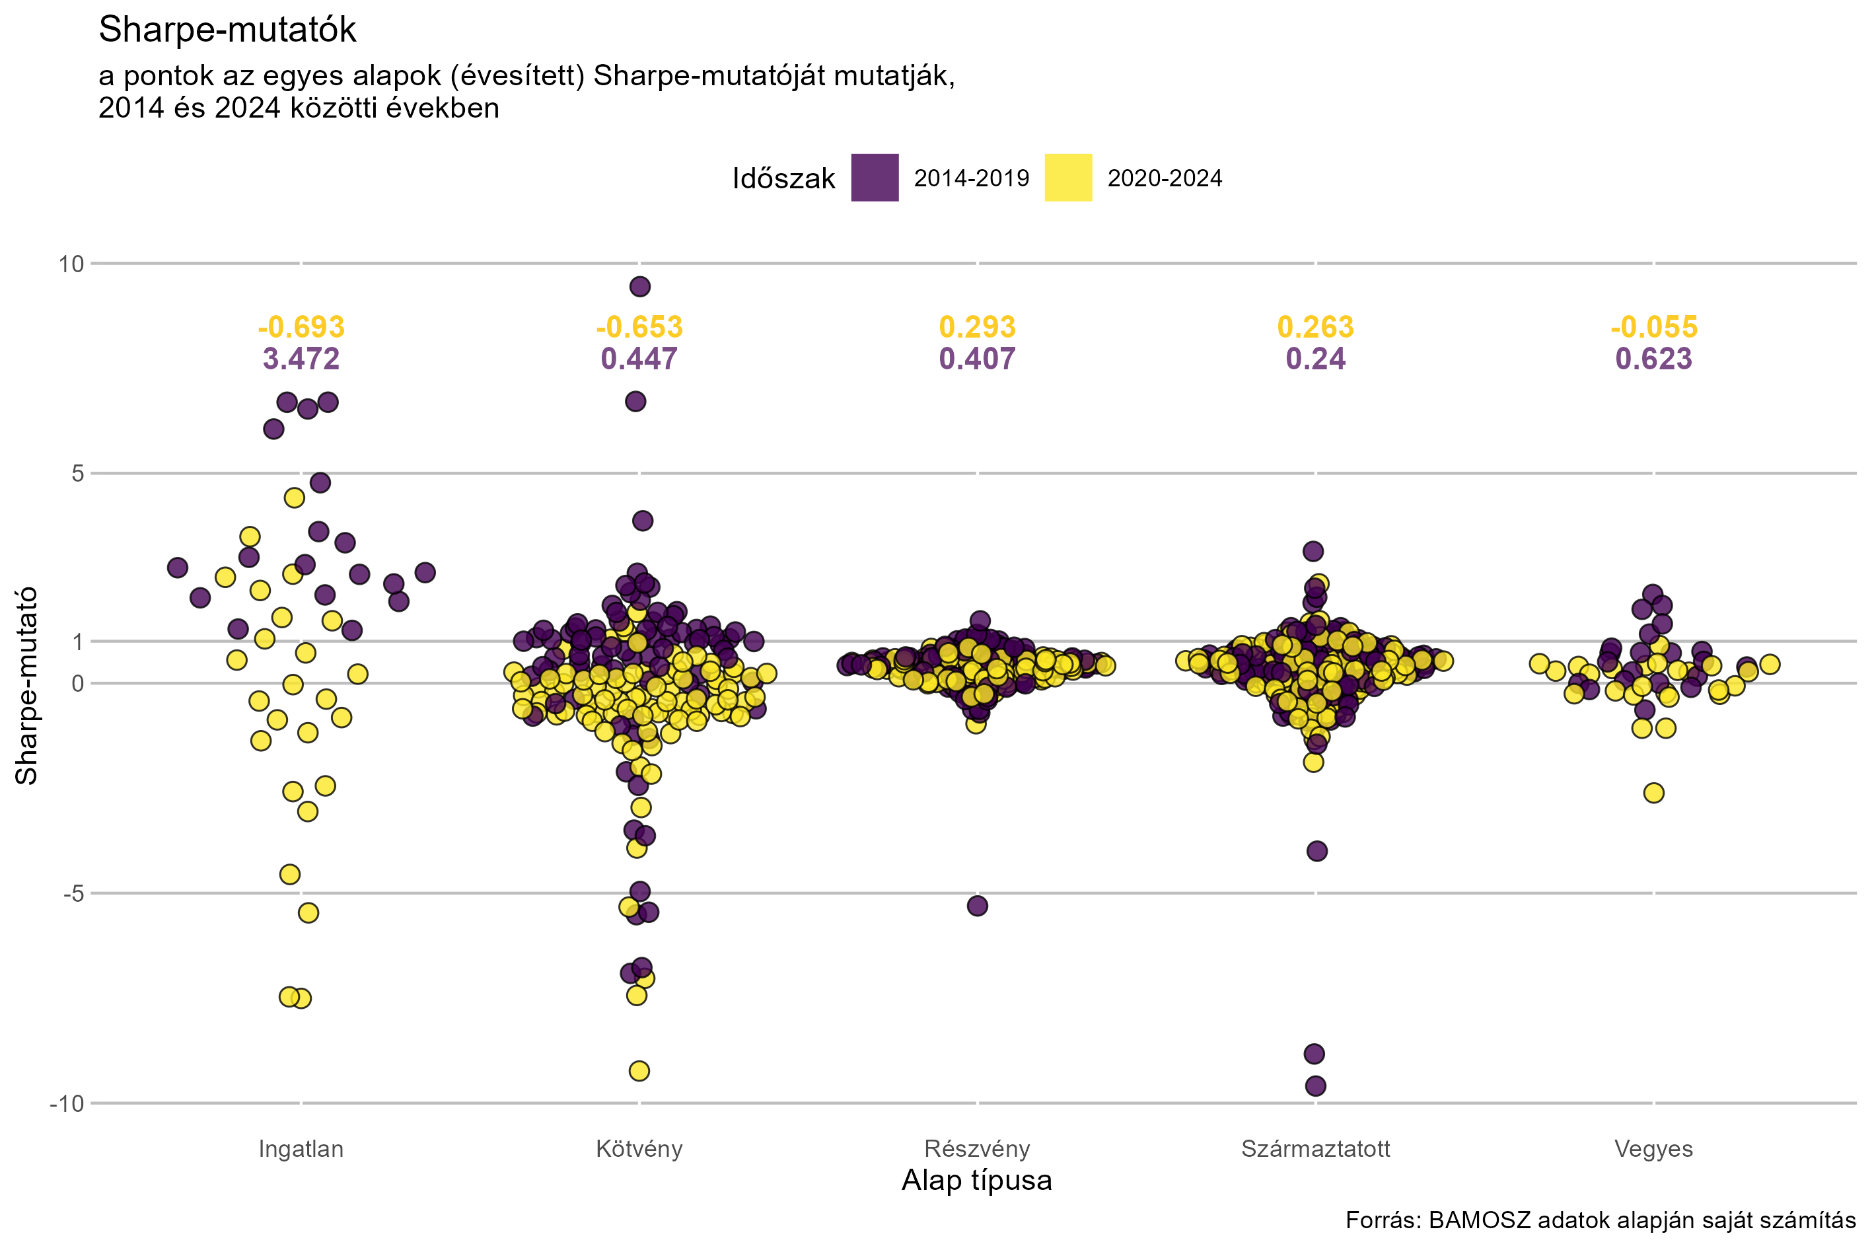 Sharpe-mutatók
a pontok az egyes alapok (évesített) Sharpe-mutatóját mutatják,
2014 és 2024 közötti években
Időszak 2014-2019 2020-2024
10
-0.693 -0.653 0.293 0.263 -0.055
3.472 0.447 0.407 0.24 0.623
5
1
0
-5
-10
Sharpe-mutató
Ingatlan Kötvény Részvény Származtatott Vegyes
Alap típusa
Forrás: BAMOSZ adatok alapján saját számítás